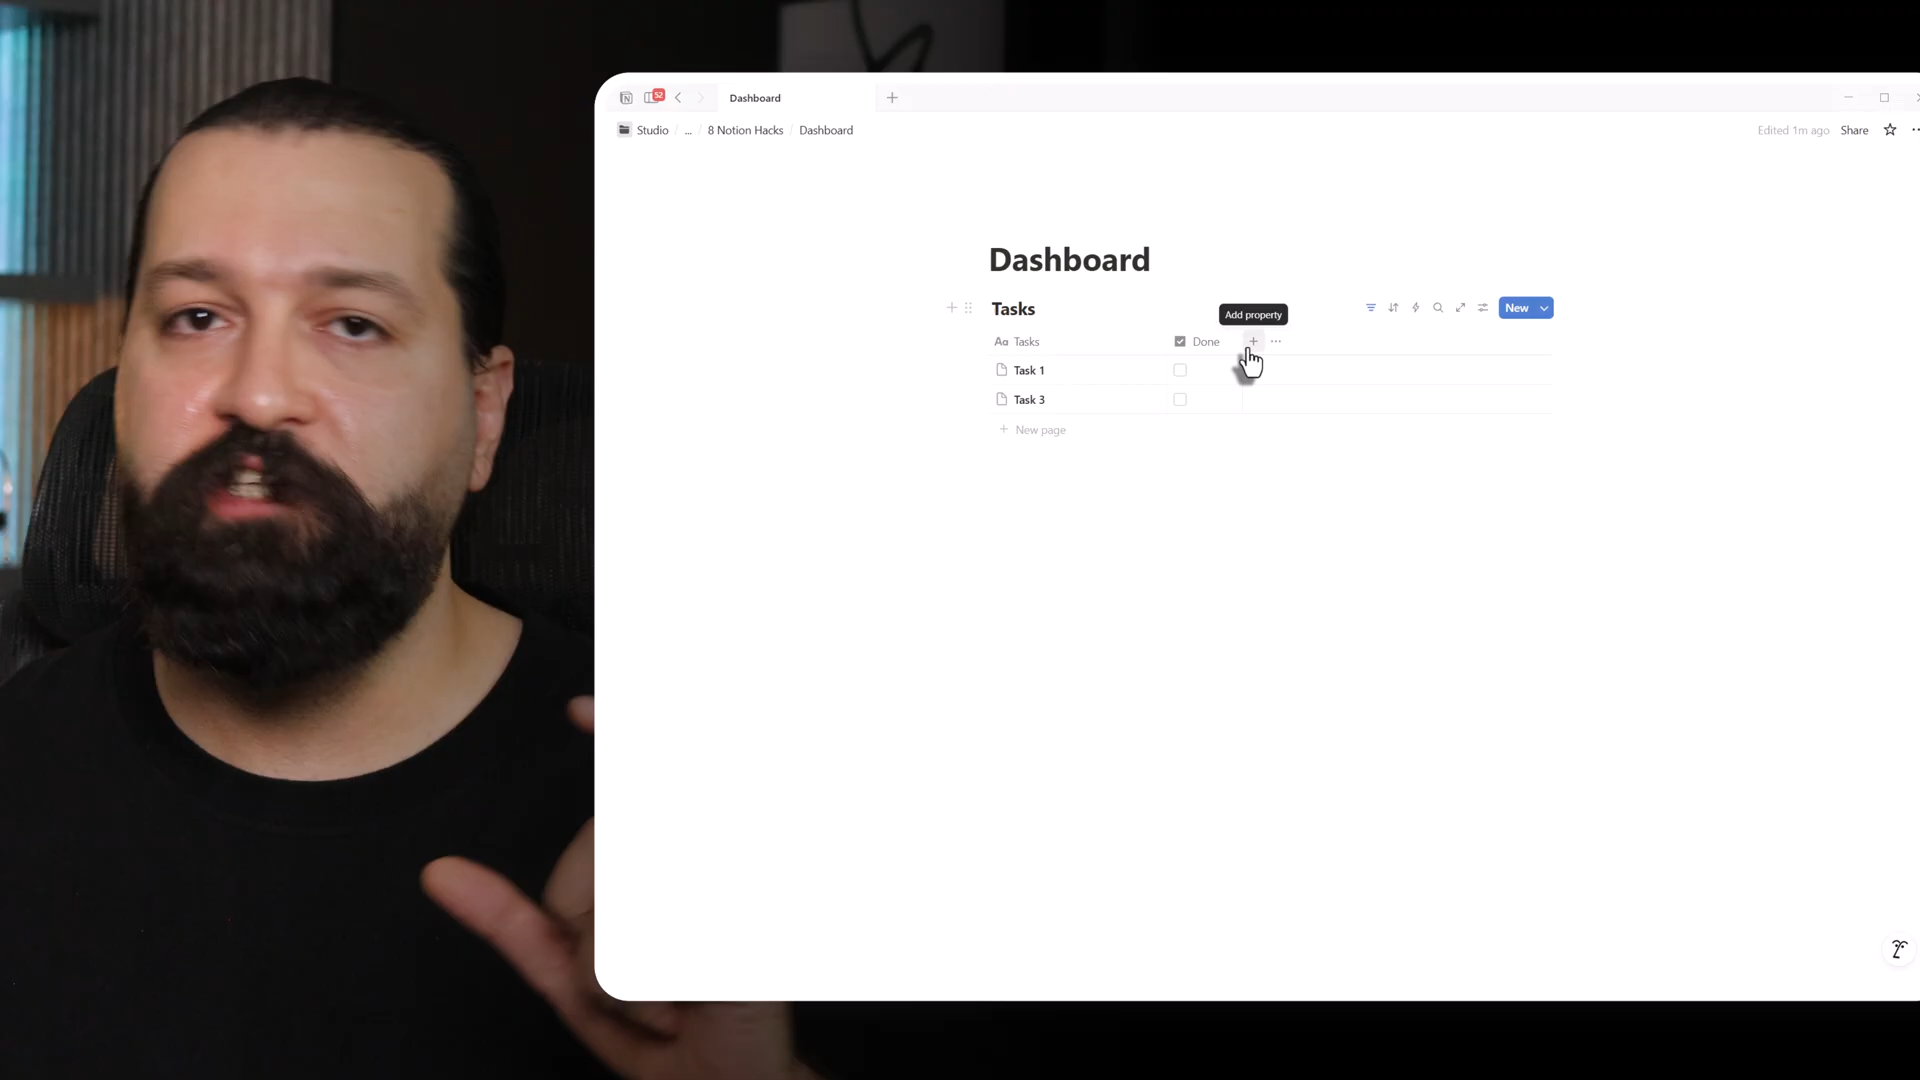 52
Dashboard
Studio / ... / 8 Notion Hacks / Dashboard
Edited 1m ago Share
Dashboard
Tasks
Add property
New
Aa Tasks
Done
Task 1
Task 3
New page